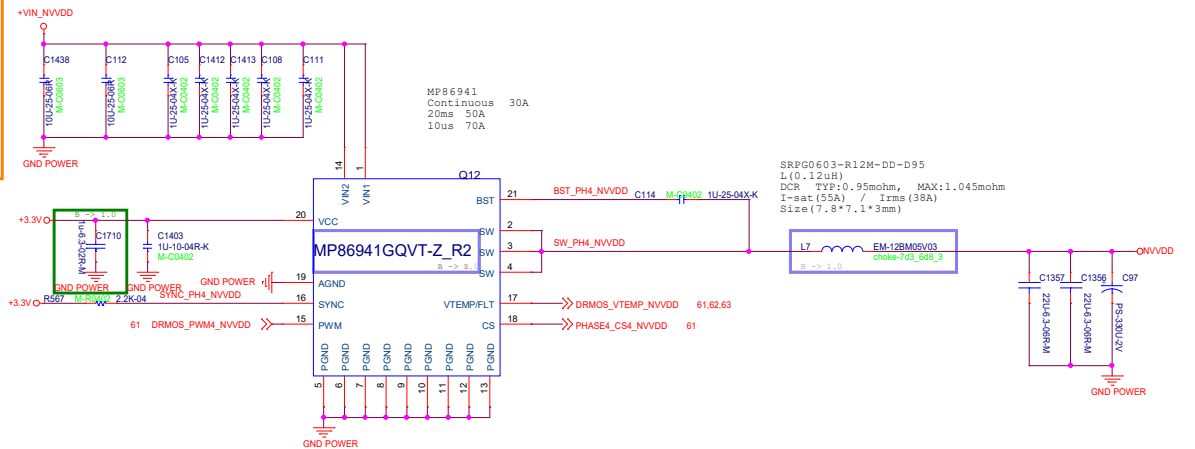 +VIN_NVVDD
C1438
10U-25-06R
M-C0603
C112
10U-25-06R
M-C0603
C105
1U-25-04X-K
M-C0402
C1412
1U-25-04X-K
M-C0402
C1413
1U-25-04X-K
M-C0402
C108
1U-25-04X-K
M-C0402
C111
1U-25-04X-K
M-C0402
GND POWER
MP86941
Continuous 30A
20ms 50A
10us 70A
SRPG0603-R12M-DD-D95
L(0.12uH)
DCR TYP:0.95mohm, MAX:1.045mohm
I-sat(55A) / Irms(38A)
Size(7.8*7.1*3mm)
14
1
Q12
VIN2
VIN1
BST
21
BST_PH4_NVVDD
C114
M-C0402
1U-25-04X-K
+3.3V
B -> 1.0
C1710
1u-6.3-02R-M
GND POWER
C1403
1U-10-04R-K
M-C0402
GND POWER
20
VCC
MP86941GQVT-Z_R2
B -> B.0
SW
2
SW
3
SW
4
SW_PH4_NVVDD
L7
EM-12BM05V03
choke-7d3_6d8_3
B -> 1.0
NVVDD
GND POWER
19
AGND
+3.3V
R567
M-R0402
2.2K-04
SYNC_PH4_NVVDD
16
SYNC
VTEMP/FLT
17
DRMOS_VTEMP_NVVDD
61,62,63
61
DRMOS_PWM4_NVVDD
15
PWM
CS
18
PHASE4_CS4_NVVDD
61
C1357
22U-6.3-06R-M
C1356
22U-6.3-06R-M
C97
PS-330U-2V
GND POWER
PGND
PGND
PGND
PGND
PGND
PGND
PGND
PGND
PGND
5
6
7
8
9
10
11
12
13
GND POWER